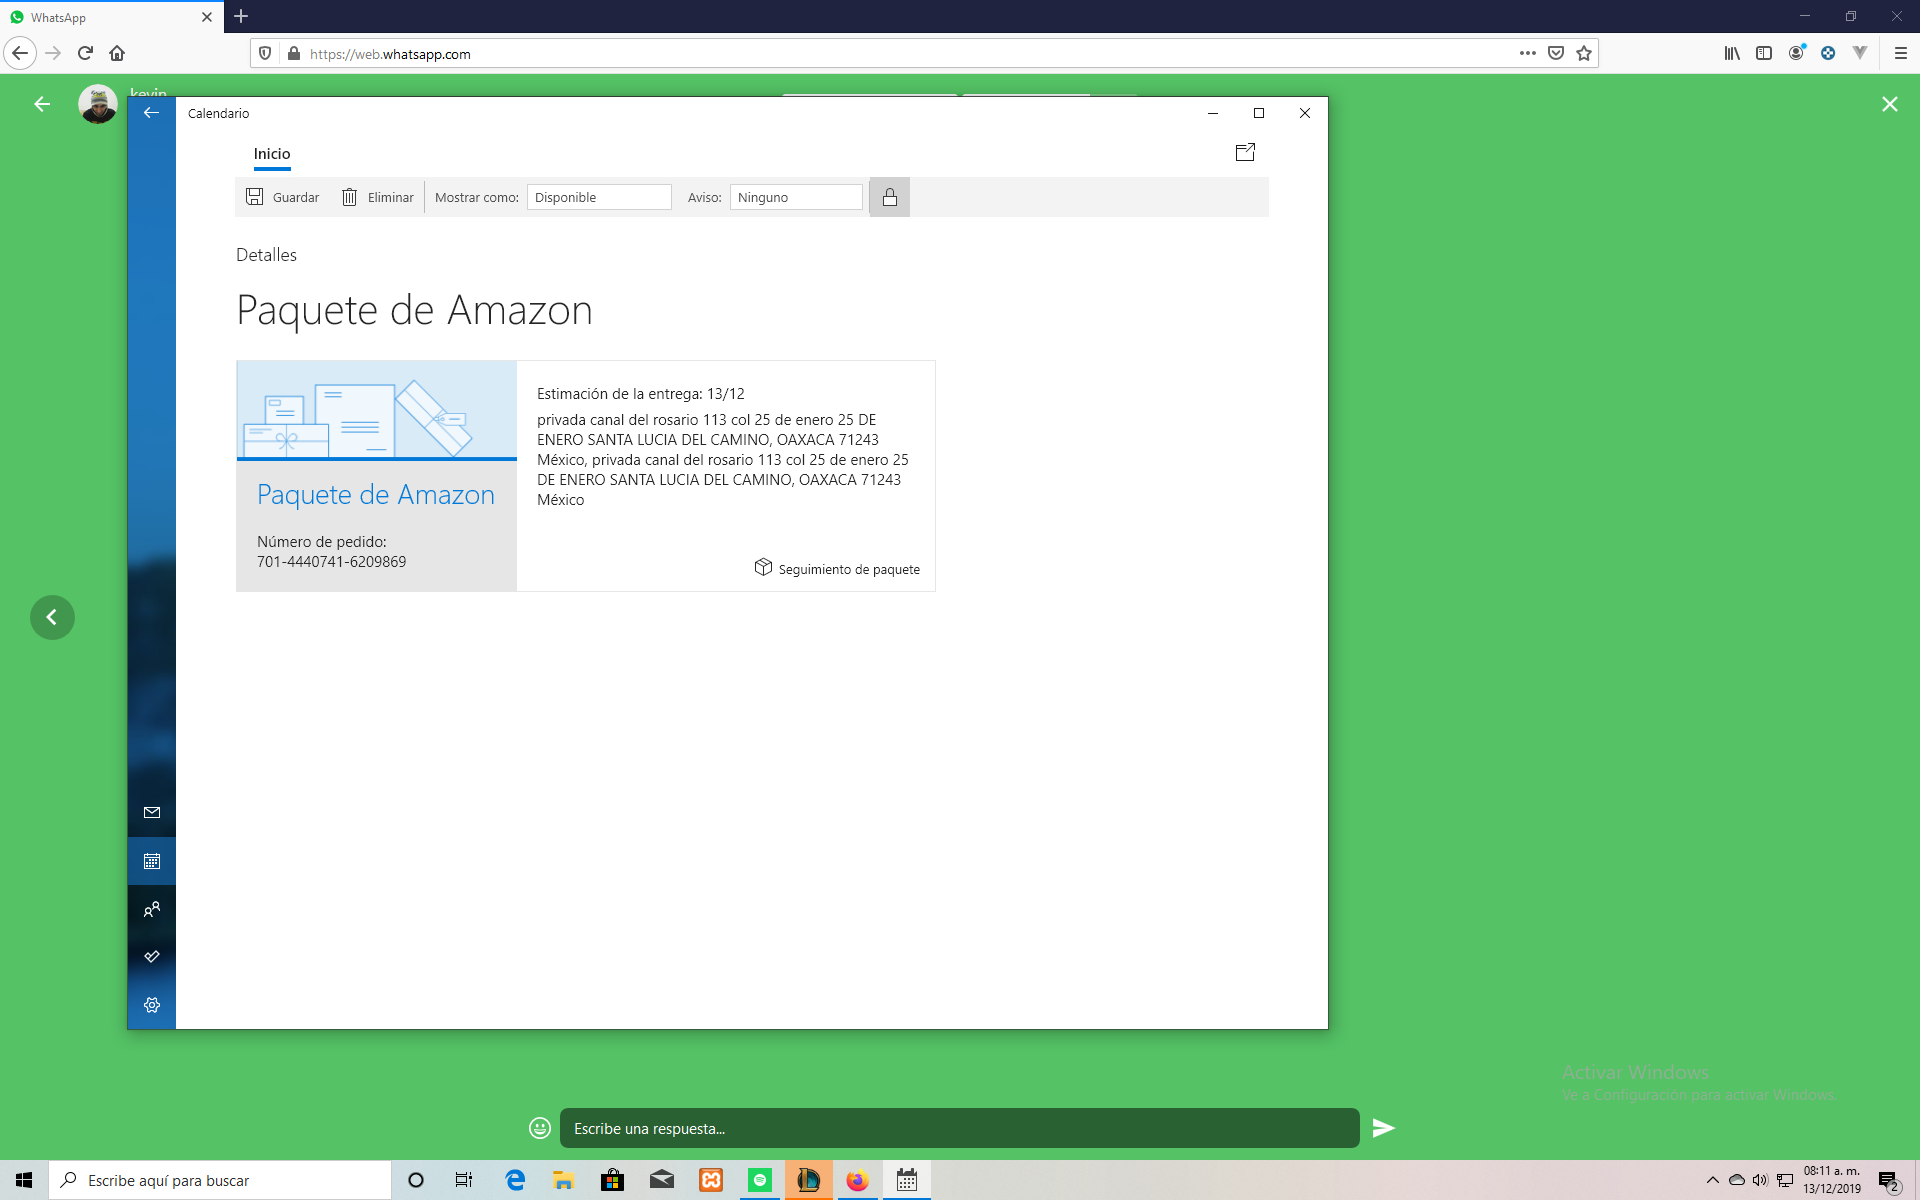 WhatsApp
https://web.whatsapp.com
kevin
Calendario
Inicio
Guardar
Eliminar
Mostrar como:
Disponible
Aviso:
Ninguno
Detalles
Paquete de Amazon
Estimación de la entrega: 13/12
privada canal del rosario 113 col 25 de enero 25 DE
ENERO SANTA LUCIA DEL CAMINO, OAXACA 71243
México, privada canal del rosario 113 col 25 de enero 25
DE ENERO SANTA LUCIA DEL CAMINO, OAXACA 71243
México
Paquete de Amazon
Número de pedido:
701-4440741-6209869
Seguimiento de paquete
Activar Windows
Ve a Configuración para activar Windows.
Escribe una respuesta...
Escribe aquí para buscar
08:11 a. m.
13/12/2019
2